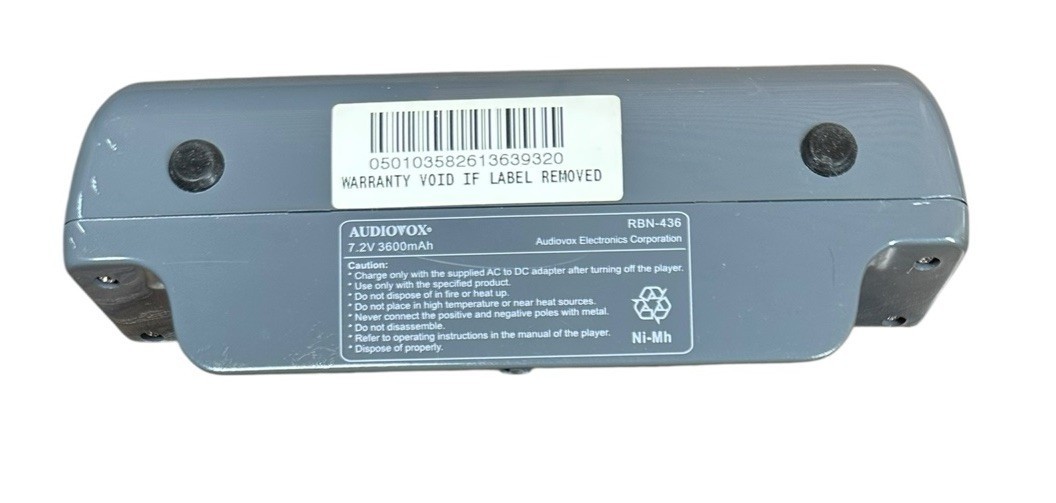 050103582613639320
WARRANTY VOID IF LABEL REMOVED
AUDIOVOX® RBN-436
7.2V 3600mAh Audiovox Electronics Corporation
Caution:
* Charge only with the supplied AC to DC adapter after turning off the player.
* Use only with the specified product.
* Do not dispose of in fire or heat up.
* Do not place in high temperature or near heat sources.
* Never connect the positive and negative poles with metal.
* Do not disassemble.
* Refer to operating instructions in the manual of the player.
* Dispose of properly.
Ni-Mh